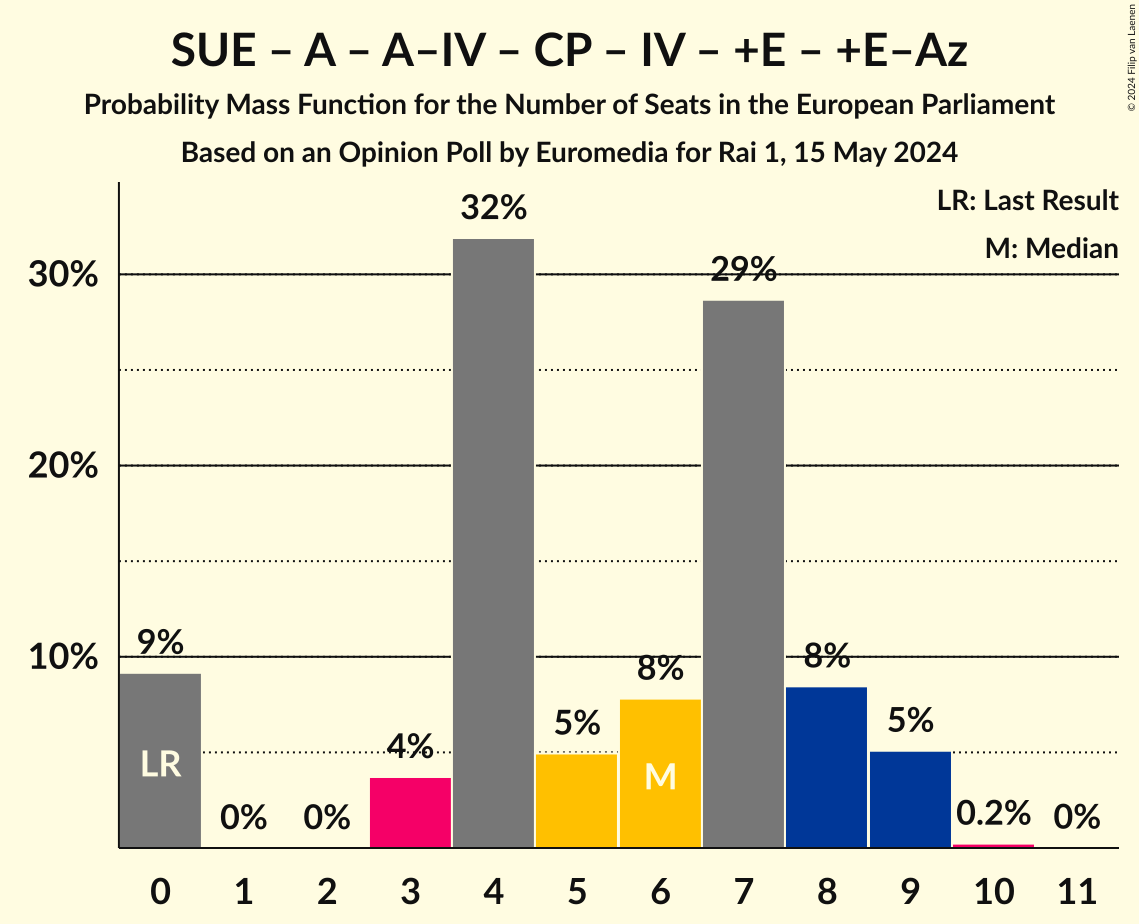 SUE – A – A–IV – CP – IV – +E – +E–Az
Probability Mass Function for the Number of Seats in the European Parliament
Based on an Opinion Poll by Euromedia for Rai 1, 15 May 2024
© 2024 Filip van Laenen
LR: Last Result
M: Median
32%
29%
30%
20%
10%
9%
8%
8%
5%
5%
4%
0%
0%
0.2%
0%
LR
M
0 1 2 3 4 5 6 7 8 9 10 11